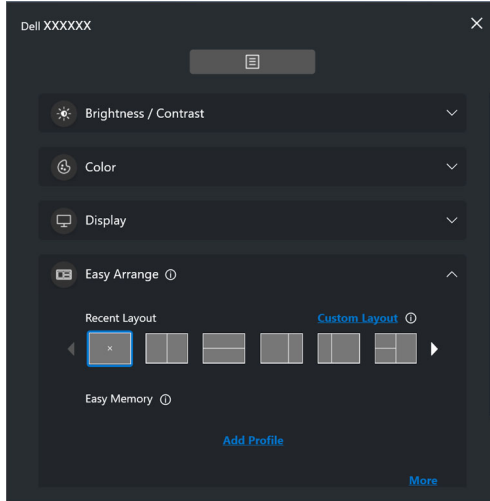 Dell XXXXXX
Brightness / Contrast
Color
Display
Easy Arrange
Recent Layout Custom Layout
Easy Memory
Add Profile
More